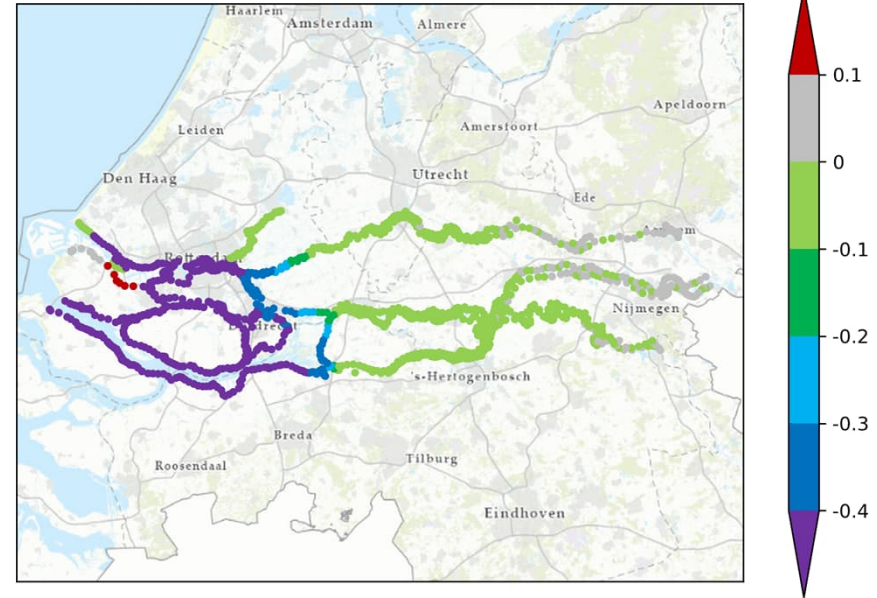 Haarlem
Amsterdam
Almere
Apeldoorn
Leiden
Amersfoort
Utrecht
Den Haag
Ede
Nijmegen
's-Hertogenbosch
Breda
Tilburg
Roosendaal
Eindhoven
0.1
0
-0.1
-0.2
-0.3
-0.4